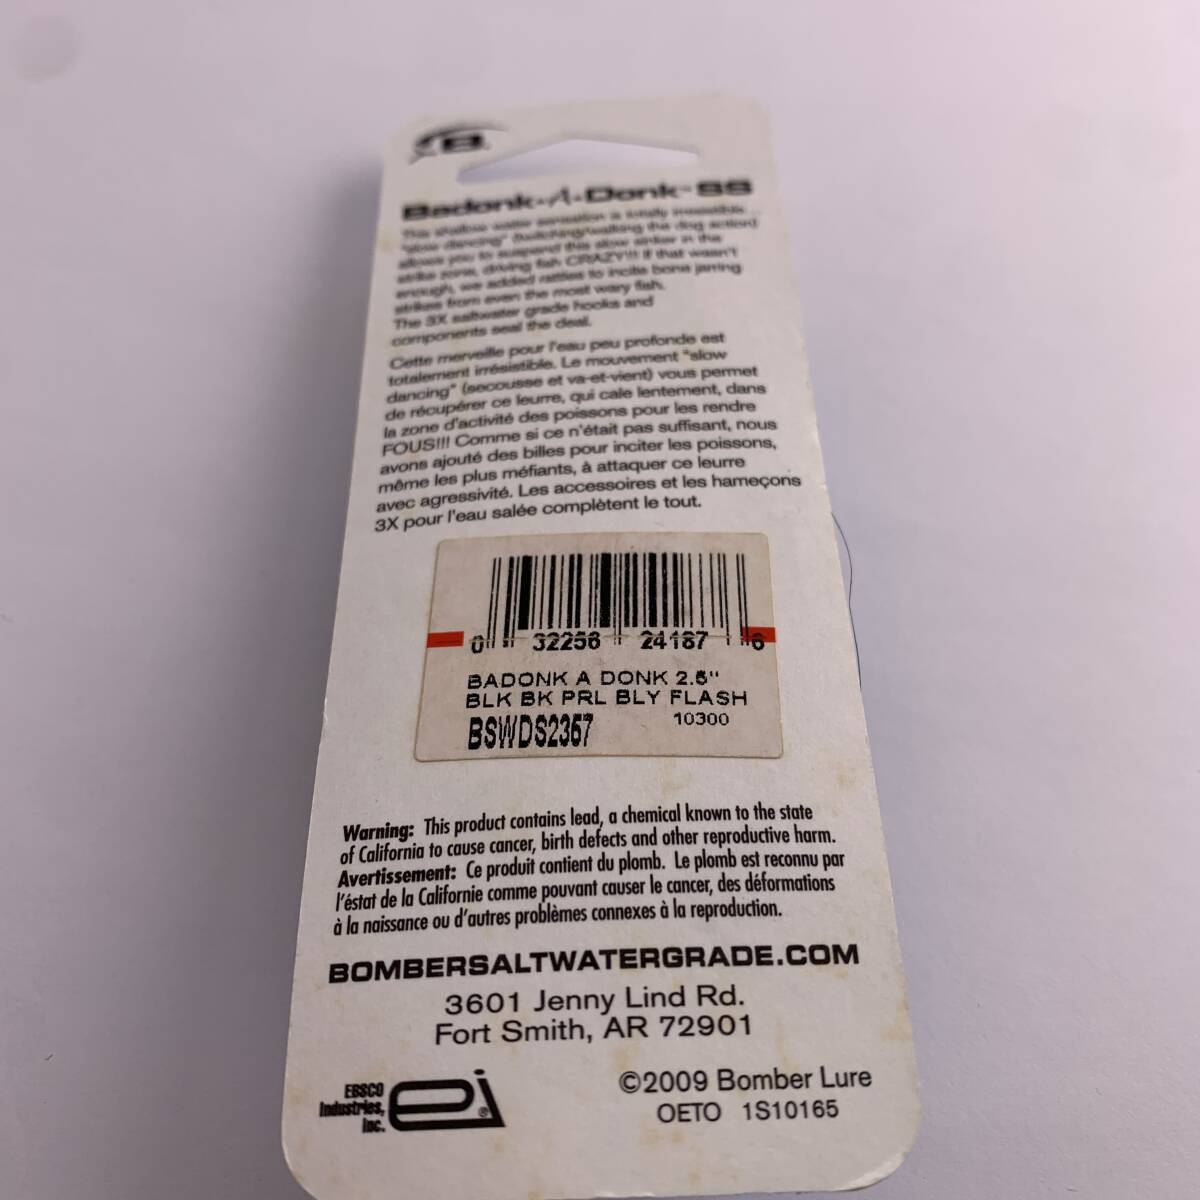 B
Badonk-A-Donk SS
This shallow water sensation is totally irresistible...
"slow dancing" (twitching/walking the dog action)
allows you to suspend this slow sinker in the
strike zone, driving fish CRAZY!!! If that wasn't
enough, we added rattles to incite bone jarring
strikes from even the most wary fish.
The 3X saltwater grade hooks and
components seal the deal.
Cette merveille pour l'eau peu profonde est
totalement irrésistible. Le mouvement "slow
dancing" (secousse et va-et-vient) vous permet
de récupérer ce leurre, qui cale lentement, dans
la zone d'activité des poissons pour les rendre
FOUS!!! Comme si ce n'était pas suffisant, nous
avons ajouté des billes pour inciter les poissons,
même les plus méfiants, à attaquer ce leurre
avec agressivité. Les accessoires et les hameçons
3X pour l'eau salée complètent le tout.
0 32256 24187 6
BADONK A DONK 2.5"
BLK BK PRL BLY FLASH
BSWDS2367 10300
Warning: This product contains lead, a chemical known to the state
of California to cause cancer, birth defects and other reproductive harm.
Avertissement: Ce produit contient du plomb. Le plomb est reconnu par
l'éstat de la Californie comme pouvant causer le cancer, des déformations
à la naissance ou d'autres problèmes connexes à la reproduction.
BOMBERSALTWATERGRADE.COM
3601 Jenny Lind Rd.
Fort Smith, AR 72901
EBSCO
Industries,
Inc.
ei®
©2009 Bomber Lure
OETO 1S10165